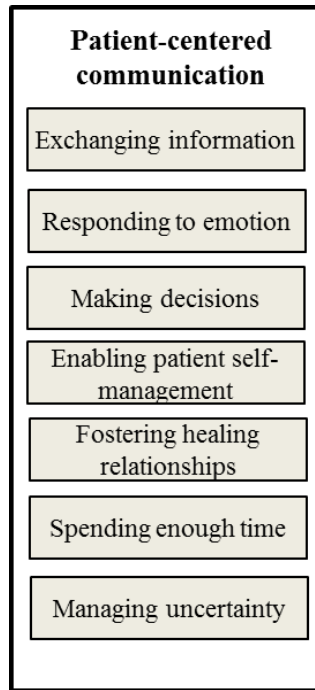 Patient-centered
communication
Exchanging information
Responding to emotion
Making decisions
Enabling patient self-
management
Fostering healing
relationships
Spending enough time
Managing uncertainty